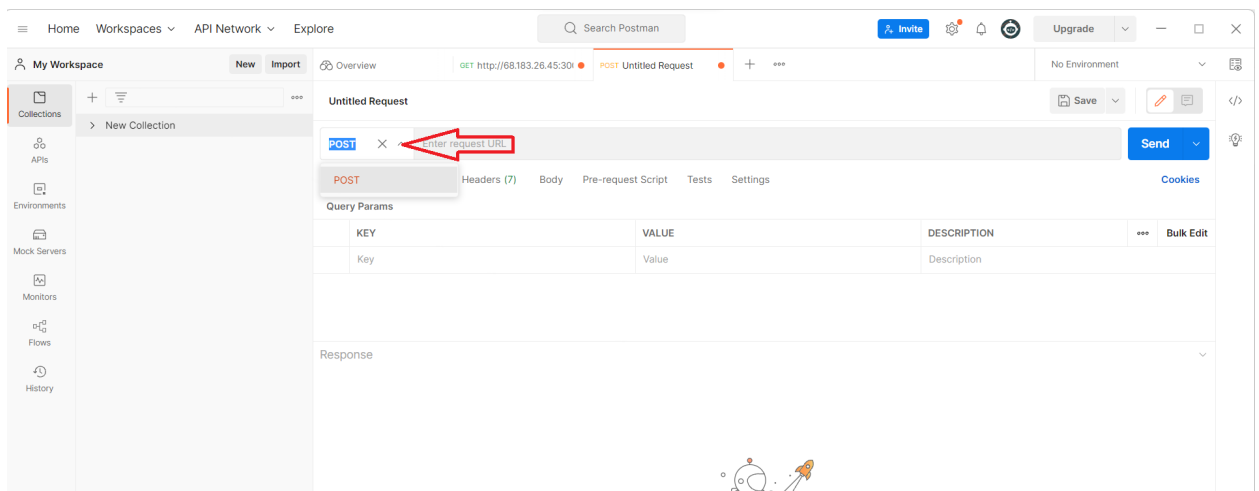 Home Workspaces API Network Explore Search Postman Invite Upgrade
My Workspace New Import Overview GET http://68.183.26.45:30 POST Untitled Request No Environment
Collections
New Collection
APIs
Environments
Mock Servers
Monitors
Flows
History
Untitled Request Save </>
POST Enter request URL Send
POST Headers (7) Body Pre-request Script Tests Settings Cookies
Query Params
KEY VALUE DESCRIPTION Bulk Edit
Key Value Description
Response